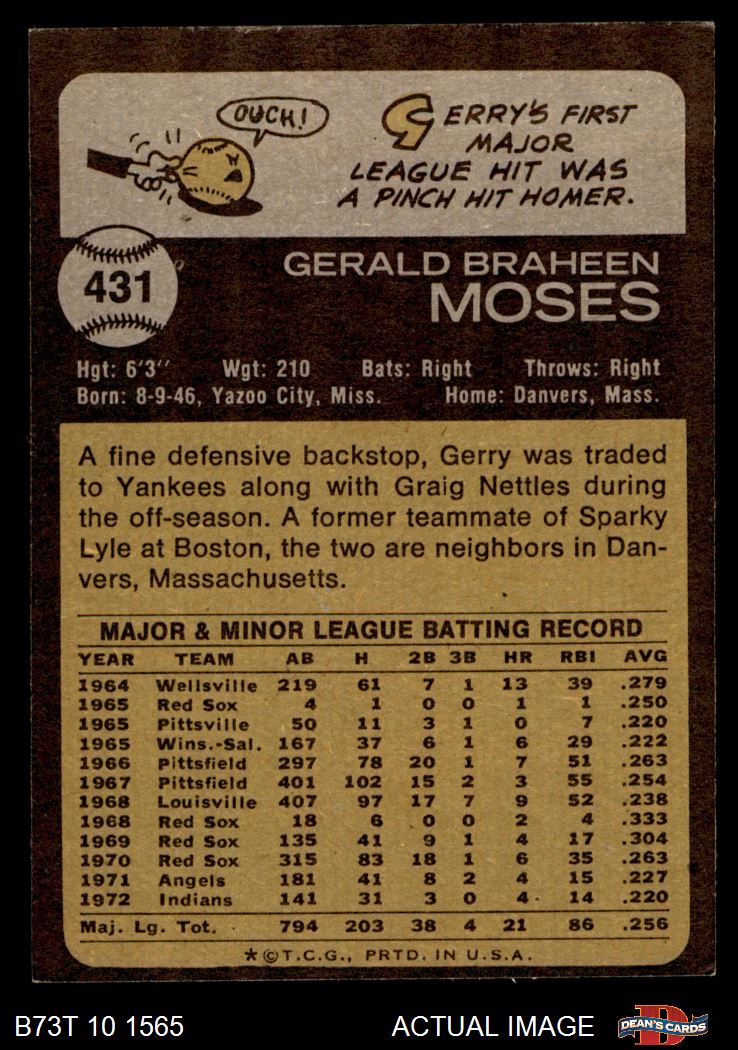 OUCH!
GERRY'S FIRST
MAJOR
LEAGUE HIT WAS
A PINCH HIT HOMER.
431
GERALD BRAHEEN
MOSES
Hgt: 6'3" Wgt: 210 Bats: Right Throws: Right
Born: 8-9-46, Yazoo City, Miss. Home: Danvers, Mass.
A fine defensive backstop, Gerry was traded
to Yankees along with Graig Nettles during
the off-season. A former teammate of Sparky
Lyle at Boston, the two are neighbors in Dan-
vers, Massachusetts.
MAJOR & MINOR LEAGUE BATTING RECORD
YEAR TEAM AB H 2B 3B HR RBI AVG
1964 Wellsville 219 61 7 1 13 39 .279
1965 Red Sox 4 1 0 0 1 1 .250
1965 Pittsville 50 11 3 1 0 7 .220
1965 Wins.-Sal. 167 37 6 1 6 29 .222
1966 Pittsfield 297 78 20 1 7 51 .263
1967 Pittsfield 401 102 15 2 3 55 .254
1968 Louisville 407 97 17 7 9 52 .238
1968 Red Sox 18 6 0 0 2 4 .333
1969 Red Sox 135 41 9 1 4 17 .304
1970 Red Sox 315 83 18 1 6 35 .263
1971 Angels 181 41 8 2 4 15 .227
1972 Indians 141 31 3 0 4 14 .220
Maj. Lg. Tot. 794 203 38 4 21 86 .256
*©T.C.G., PRTD. IN U.S.A.
B73T 10 1565 ACTUAL IMAGE D DEAN'S CARDS